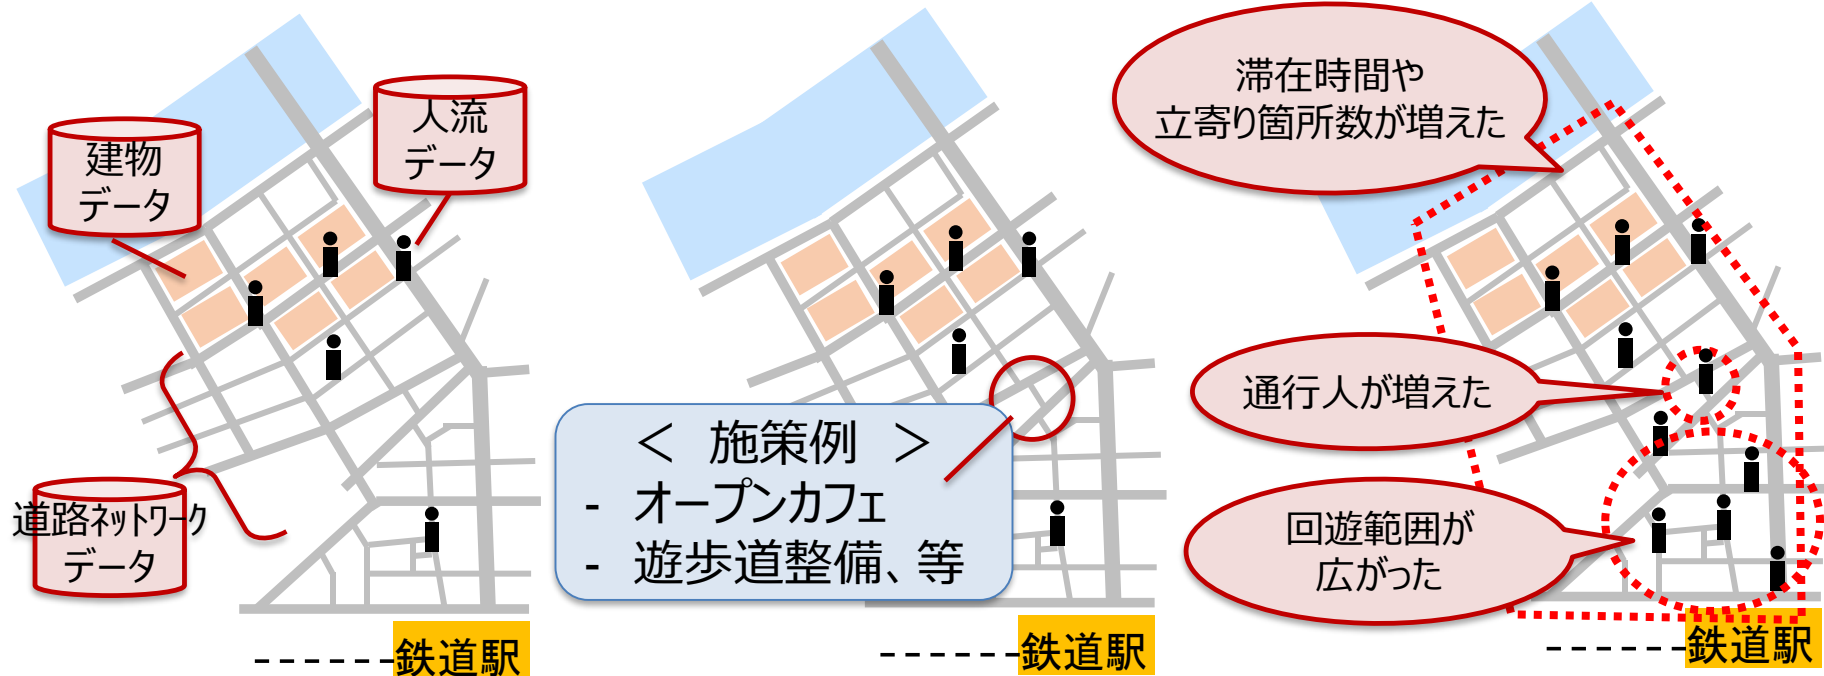 建物
データ
人流
データ
道路ネットワーク
データ
鉄道駅
＜　施策例　＞
- オープンカフェ
- 遊歩道整備、等
鉄道駅
滞在時間や
立寄り箇所数が増えた
通行人が増えた
回遊範囲が
広がった
鉄道駅